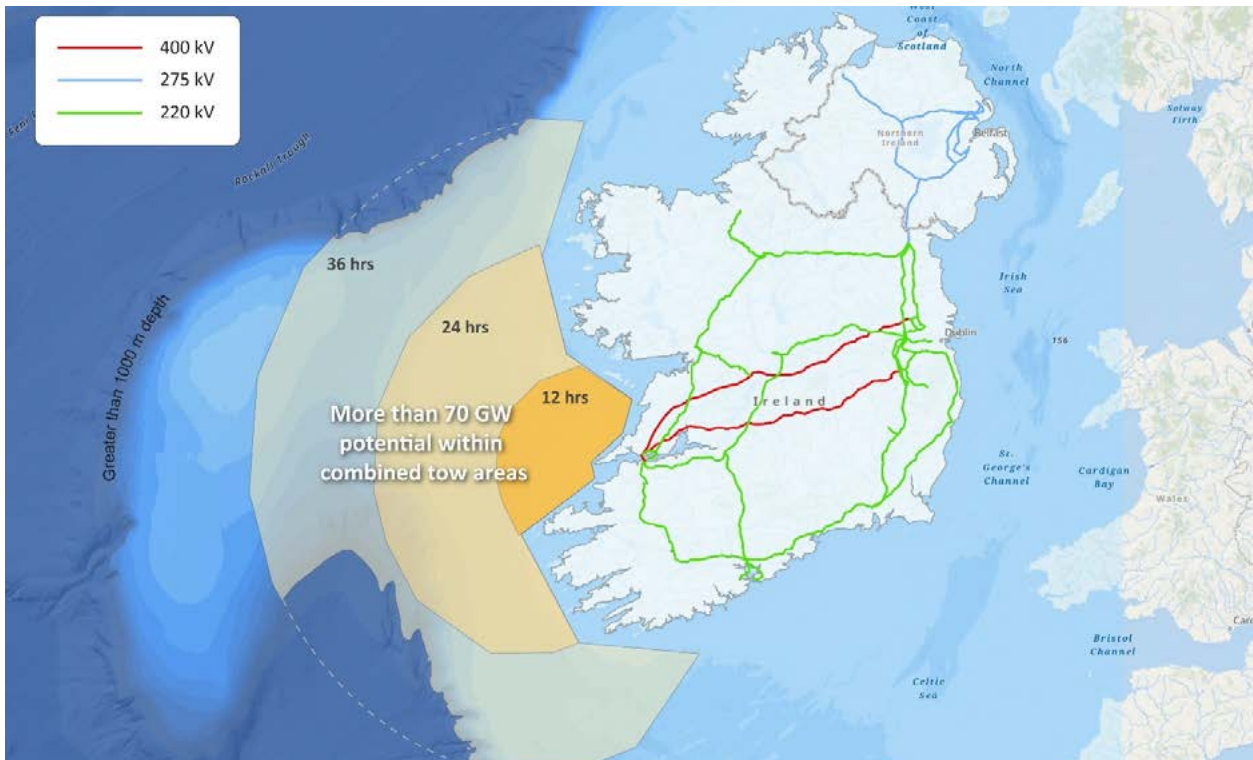 400 kV
275 kV
220 kV
West
Coast
of
Scotland
North
Channel
Rockall Trough
Northern
Ireland
Belfast
36 hrs
Irish
Sea
Greater than 1000 m depth
24 hrs
Dublin
156
12 hrs
Ireland
More than 70 GW
potential within
combined tow areas
St.
George's
Channel
Cardigan
Bay
Wales
Bristol
Channel
Celtic
Sea